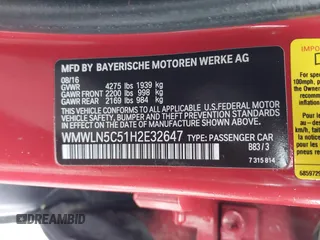 MFD. BY BAYERISCHE MOTOREN WERKE AG
08/16
GVWR 4275 lbs 1939 kg
GAWR FRONT 2200 lbs 998 kg
GAWR REAR 2169 lbs 984 kg
THIS VEHICLE CONFORMS TO ALL APPLICABLE U.S. FEDERAL MOTOR
VEHICLE SAFETY, BUMPER, AND THEFT PREVENTION STANDARDS IN
EFFECT ON THE DATE OF MANUFACTURE SHOWN ABOVE.
WMWLN5C51H2E32647 TYPE: PASSENGER CAR
B83/3
7 315 814
DREAMBID